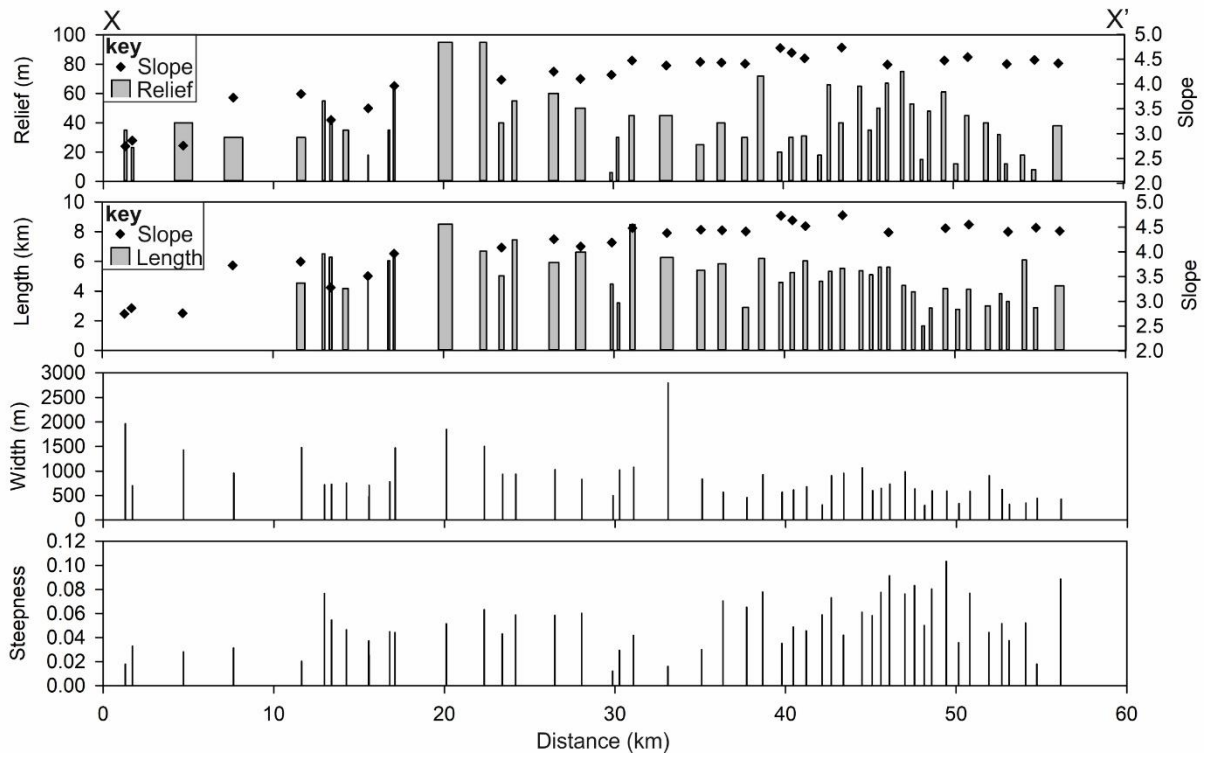 X X'
key
Slope
Relief
Relief (m)
100
80
60
40
20
0
5.0
4.5
4.0
3.5
3.0
2.5
2.0
Slope
key
Slope
Length
Length (km)
10
8
6
4
2
0
5.0
4.5
4.0
3.5
3.0
2.5
2.0
Slope
Width (m)
3000
2500
2000
1500
1000
500
0
Steepness
0.12
0.10
0.08
0.06
0.04
0.02
0.00
0 10 20 30 40 50 60
Distance (km)